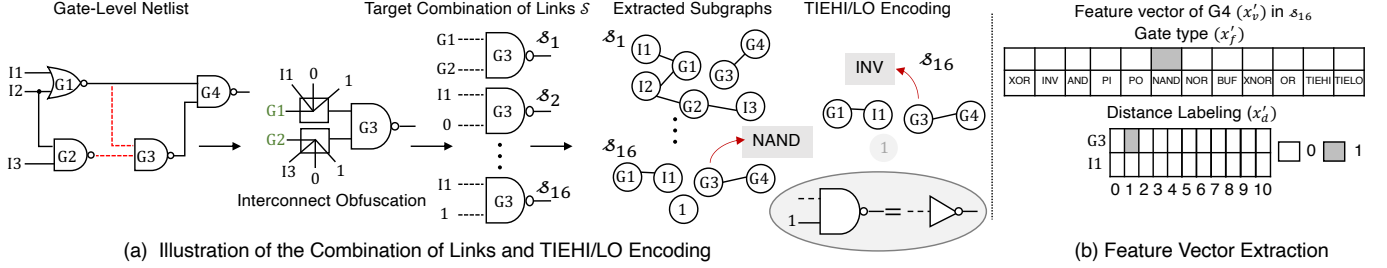 Gate-Level Netlist
I1
I2
I3
G1
G2
G3
G4
I1 0 1
G1
G2
I3 0 1
G3
Interconnect Obfuscation
Target Combination of Links 𝒮
G1
G2
G3
𝓈1
I1
0
G3
𝓈2
I1
1
G3
𝓈16
Extracted Subgraphs
𝓈1
I1
G1
I2
G2
I3
G3
G4
𝓈16
NAND
G1
I1
G3
G4
1
TIEHI/LO Encoding
INV
𝓈16
G1
I1
G3
G4
1
1
=
(a) Illustration of the Combination of Links and TIEHI/LO Encoding
Feature vector of G4 (x′v) in 𝓈16
Gate type (x′f)
XOR INV AND PI PO NAND NOR BUF XNOR OR TIEHI TIELO
Distance Labeling (x′d)
G3
I1
0 1 2 3 4 5 6 7 8 9 10
0 1
(b) Feature Vector Extraction